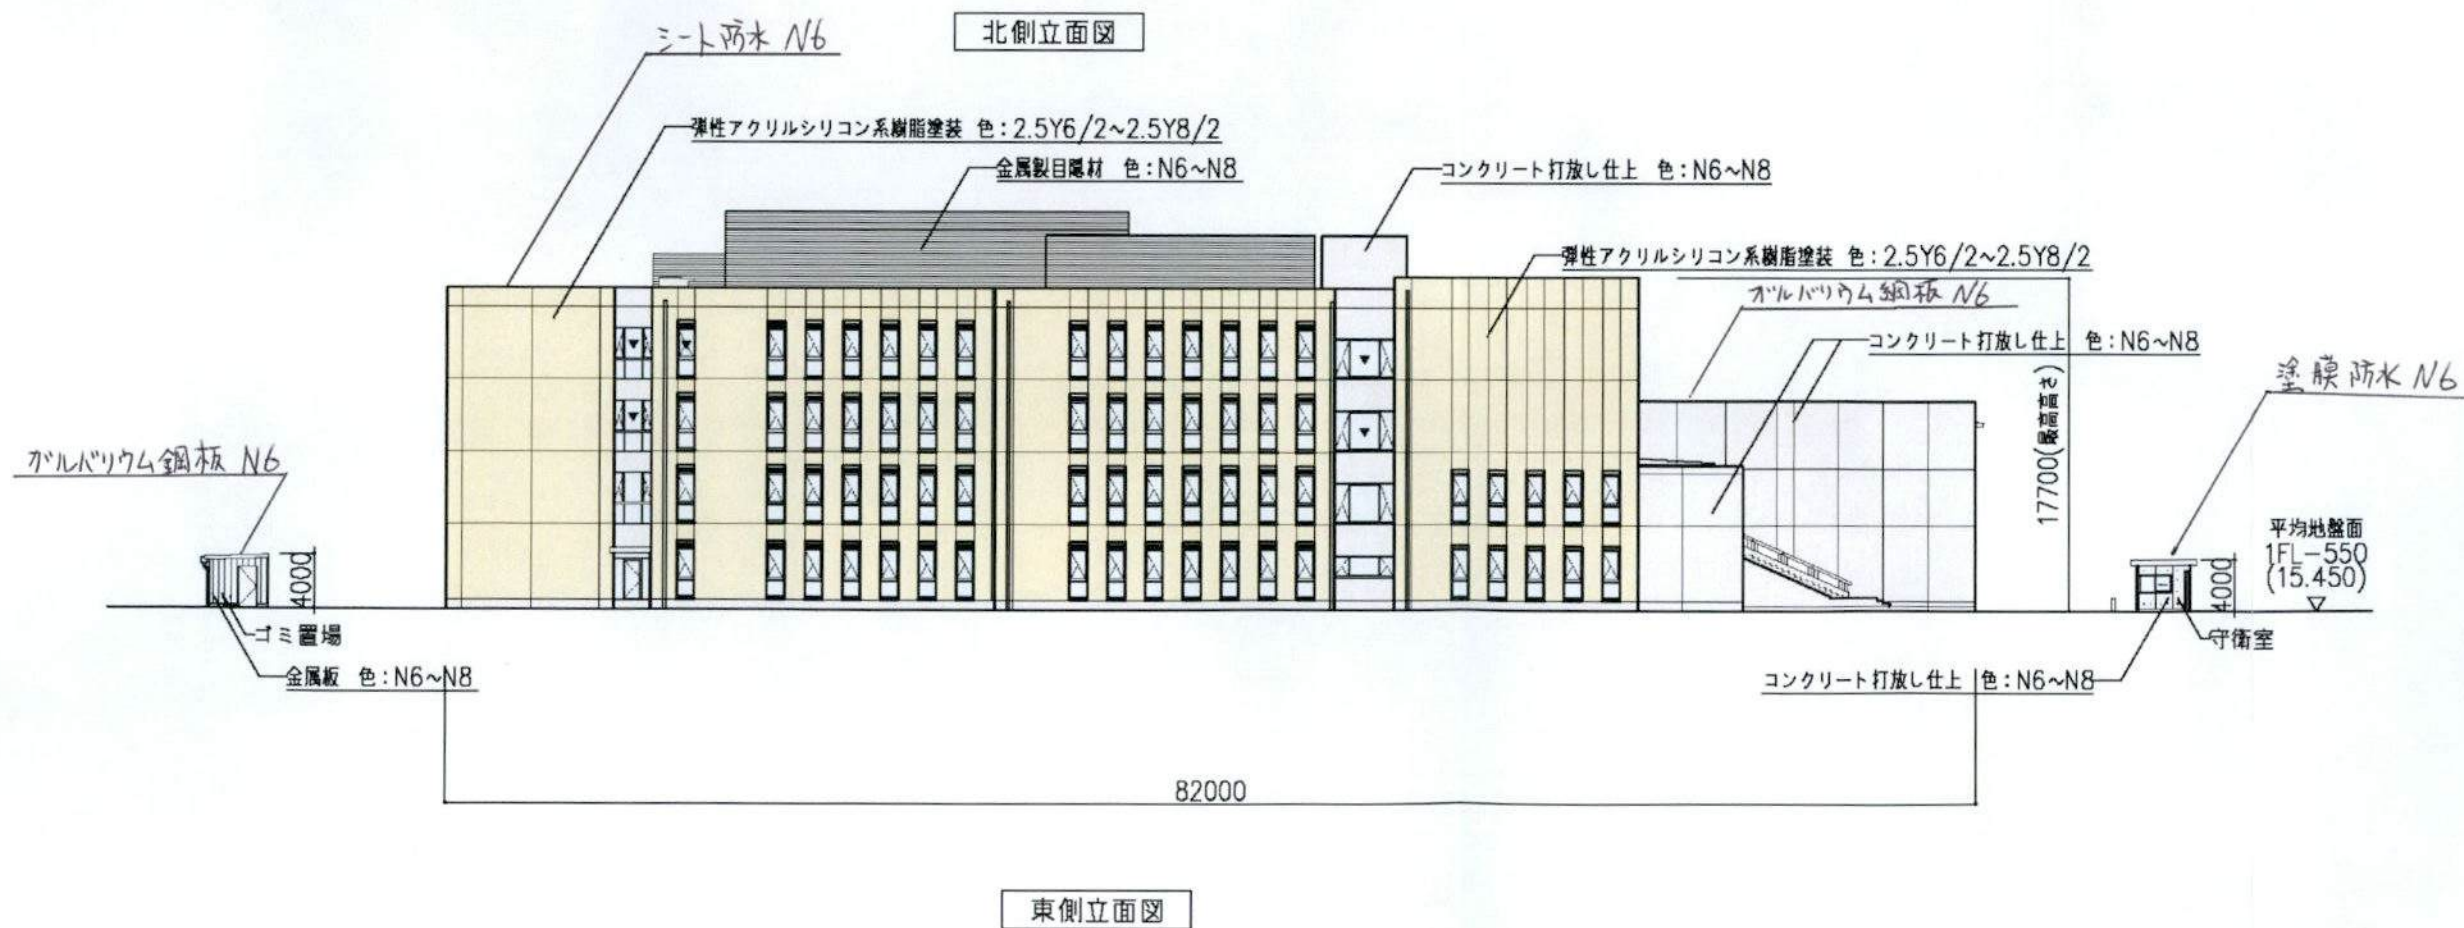 北側立面図
シート防水 N6
弾性アクリルシリコン系樹脂塗装 色:2.5Y6/2~2.5Y8/2
金属製目隠材 色:N6~N8
コンクリート打放し仕上 色:N6~N8
弾性アクリルシリコン系樹脂塗装 色:2.5Y6/2~2.5Y8/2
ガルバリウム鋼板 N6
コンクリート打放し仕上 色:N6~N8
塗膜防水 N6
17700(最高高さ)
ガルバリウム鋼板 N6
平均地盤面
1FL-550
(15.450)
4000
4000
ゴミ置場
守衛室
金属板 色:N6~N8
コンクリート打放し仕上 色:N6~N8
82000
東側立面図